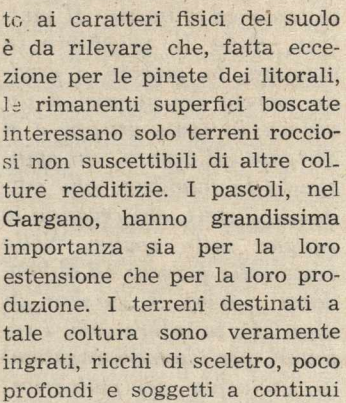 to ai caratteri fisici del suolo
è da rilevare che, fatta ecce-
zione per le pinete dei litorali,
le rimanenti superfici boscate
interessano solo terreni roccio-
si non suscettibili di altre col-
ture redditizie. I pascoli, nel
Gargano, hanno grandissima
importanza sia per la loro
estensione che per la loro pro-
duzione. I terreni destinati a
tale coltura sono veramente
ingrati, ricchi di sceletro, poco
profondi e soggetti a continui